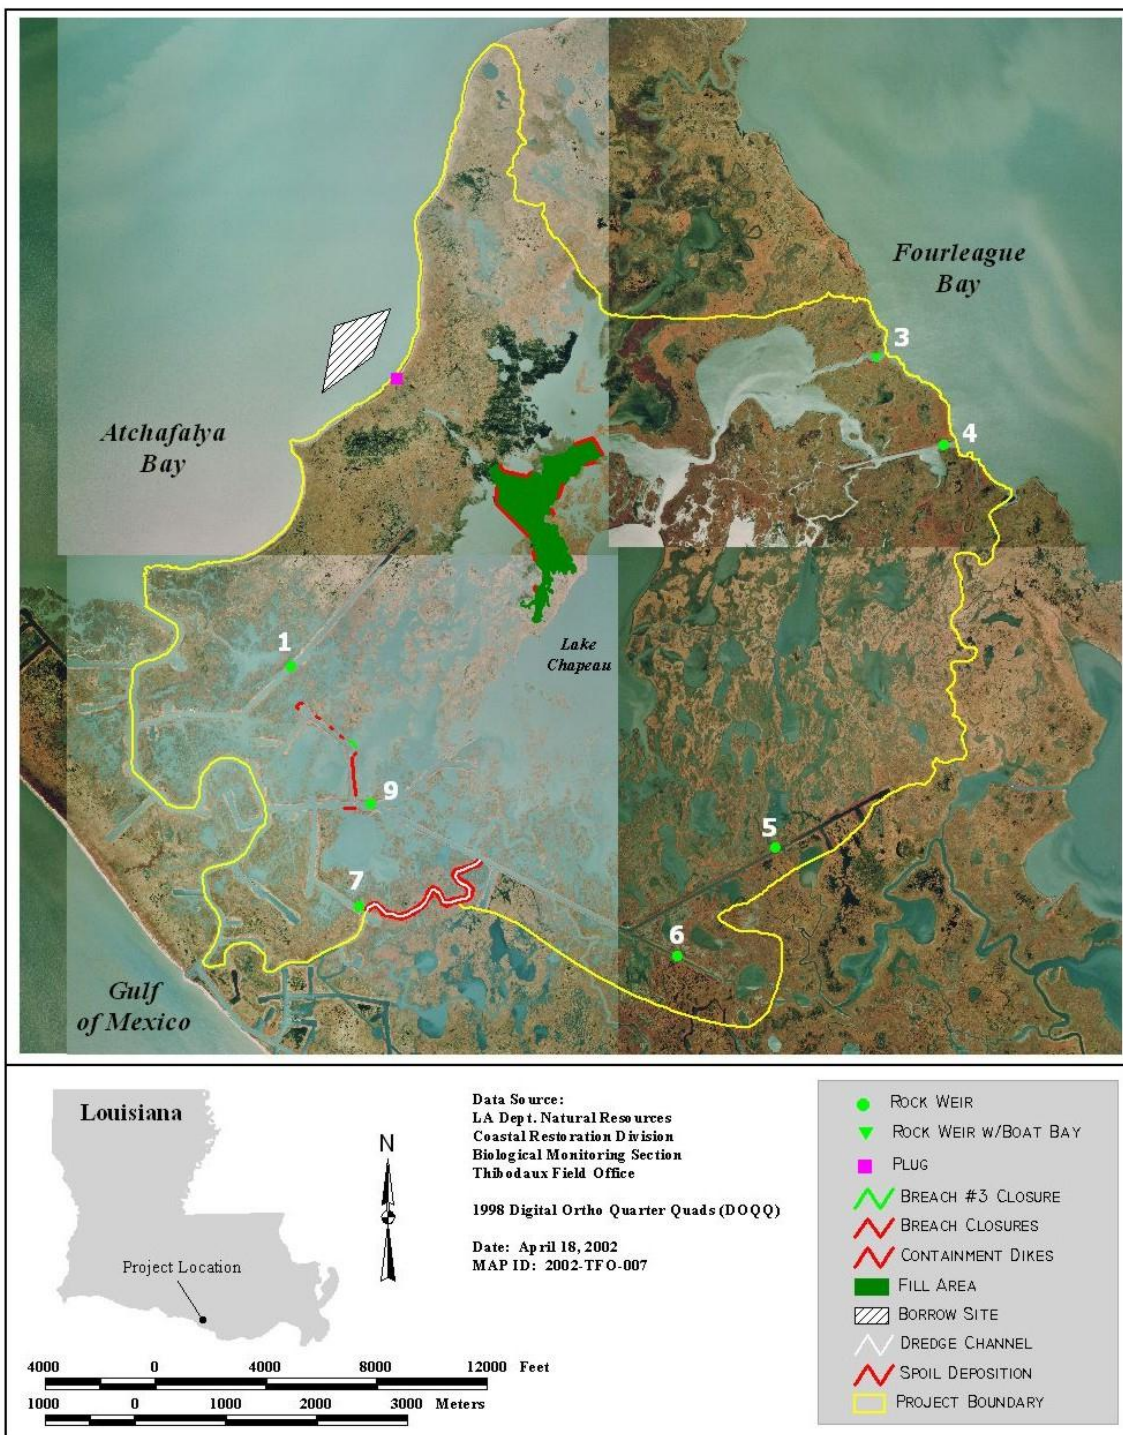 Fourleague
Bay
3
Atchafalya
Bay
4
1
Lake
Chapeau
9
5
7
6
Gulf
of Mexico
Louisiana
Project Location
N
Data Source:
LA Dept. Natural Resources
Coastal Restoration Division
Biological Monitoring Section
Thibodaux Field Office
1998 Digital Ortho Quarter Quads (DOQQ)
Date: April 18, 2002
MAP ID: 2002-TFO-007
4000 0 4000 8000 12000 Feet
1000 0 1000 2000 3000 Meters
ROCK WEIR
ROCK WEIR W/BOAT BAY
PLUG
BREACH #3 CLOSURE
BREACH CLOSURES
CONTAINMENT DIKES
FILL AREA
BORROW SITE
DREDGE CHANNEL
SPOIL DEPOSITION
PROJECT BOUNDARY